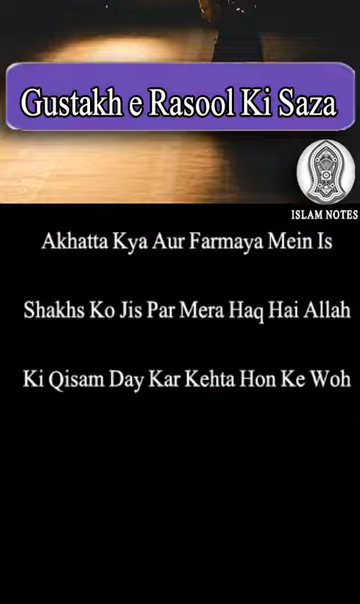 Gustakh e Rasool Ki Saza
ISLAM NOTES
Akhatta Kya Aur Farmaya Mein Is
Shakhs Ko Jis Par Mera Haq Hai Allah
Ki Qisam Day Kar Kehta Hon Ke Woh